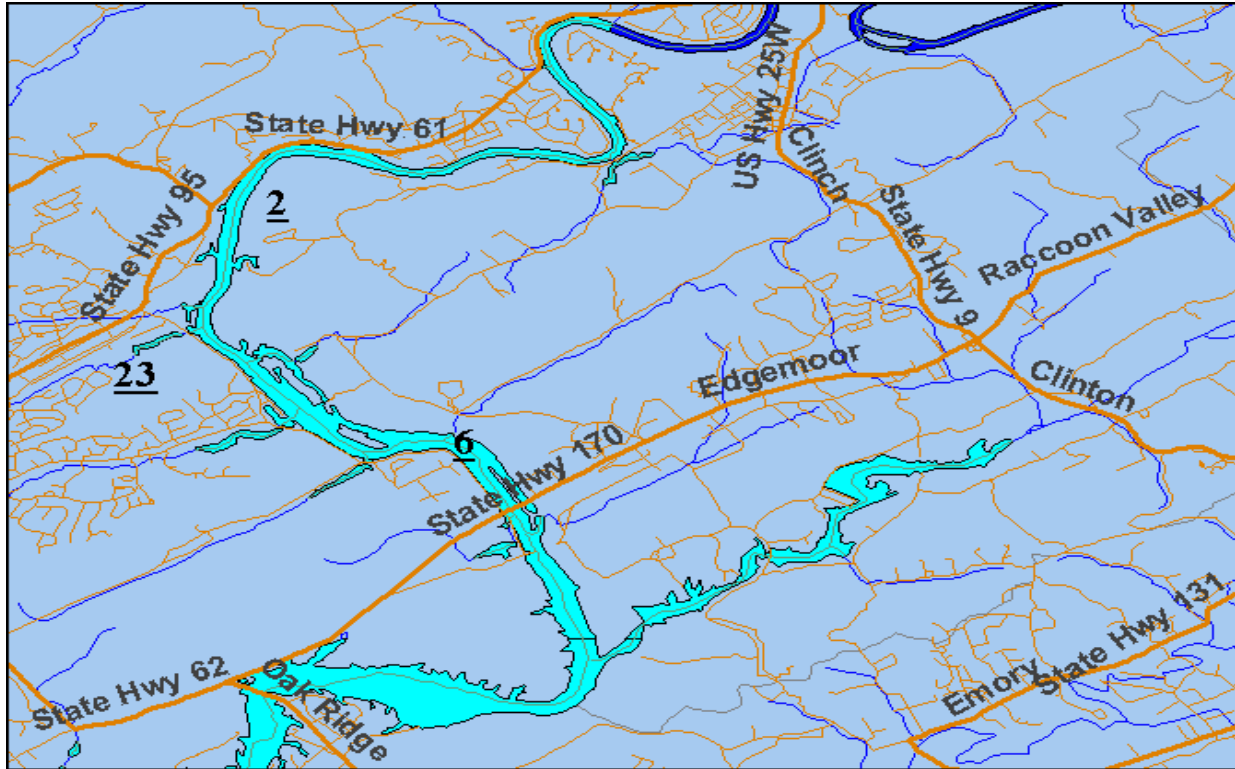 State Hwy 61
US Hwy 25W
Clinch
State Hwy 95
2
State Hwy 9
Raccoon Valley
23
Edgemoor
Clinton
6
State Hwy 170
State Hwy 62
Oak Ridge
Emory
State Hwy 131